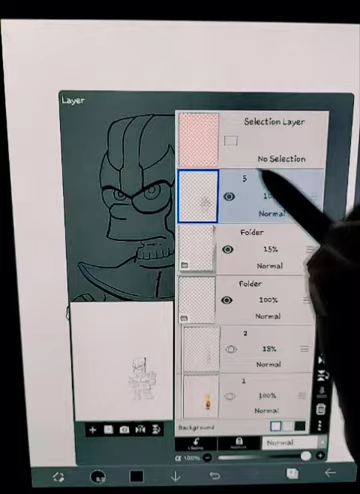 Layer
Selection Layer
No Selection
5
Normal
Folder
15%
Normal
Folder
100%
Normal
2
Normal
1
100%
Normal
Background
Normal
α 100%